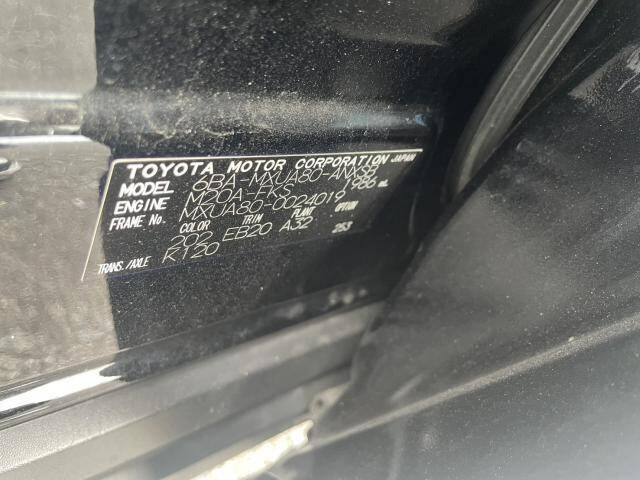 TOYOTA MOTOR CORPORATION JAPAN
MODEL 6BA-MXUA80-ANXSB
ENGINE M20A-FKS 1986 mL
FRAME No. MXUA80-0024019
COLOR TRIM PLANT OPTION
202 EB20 A32 253
TRANS./AXLE K120